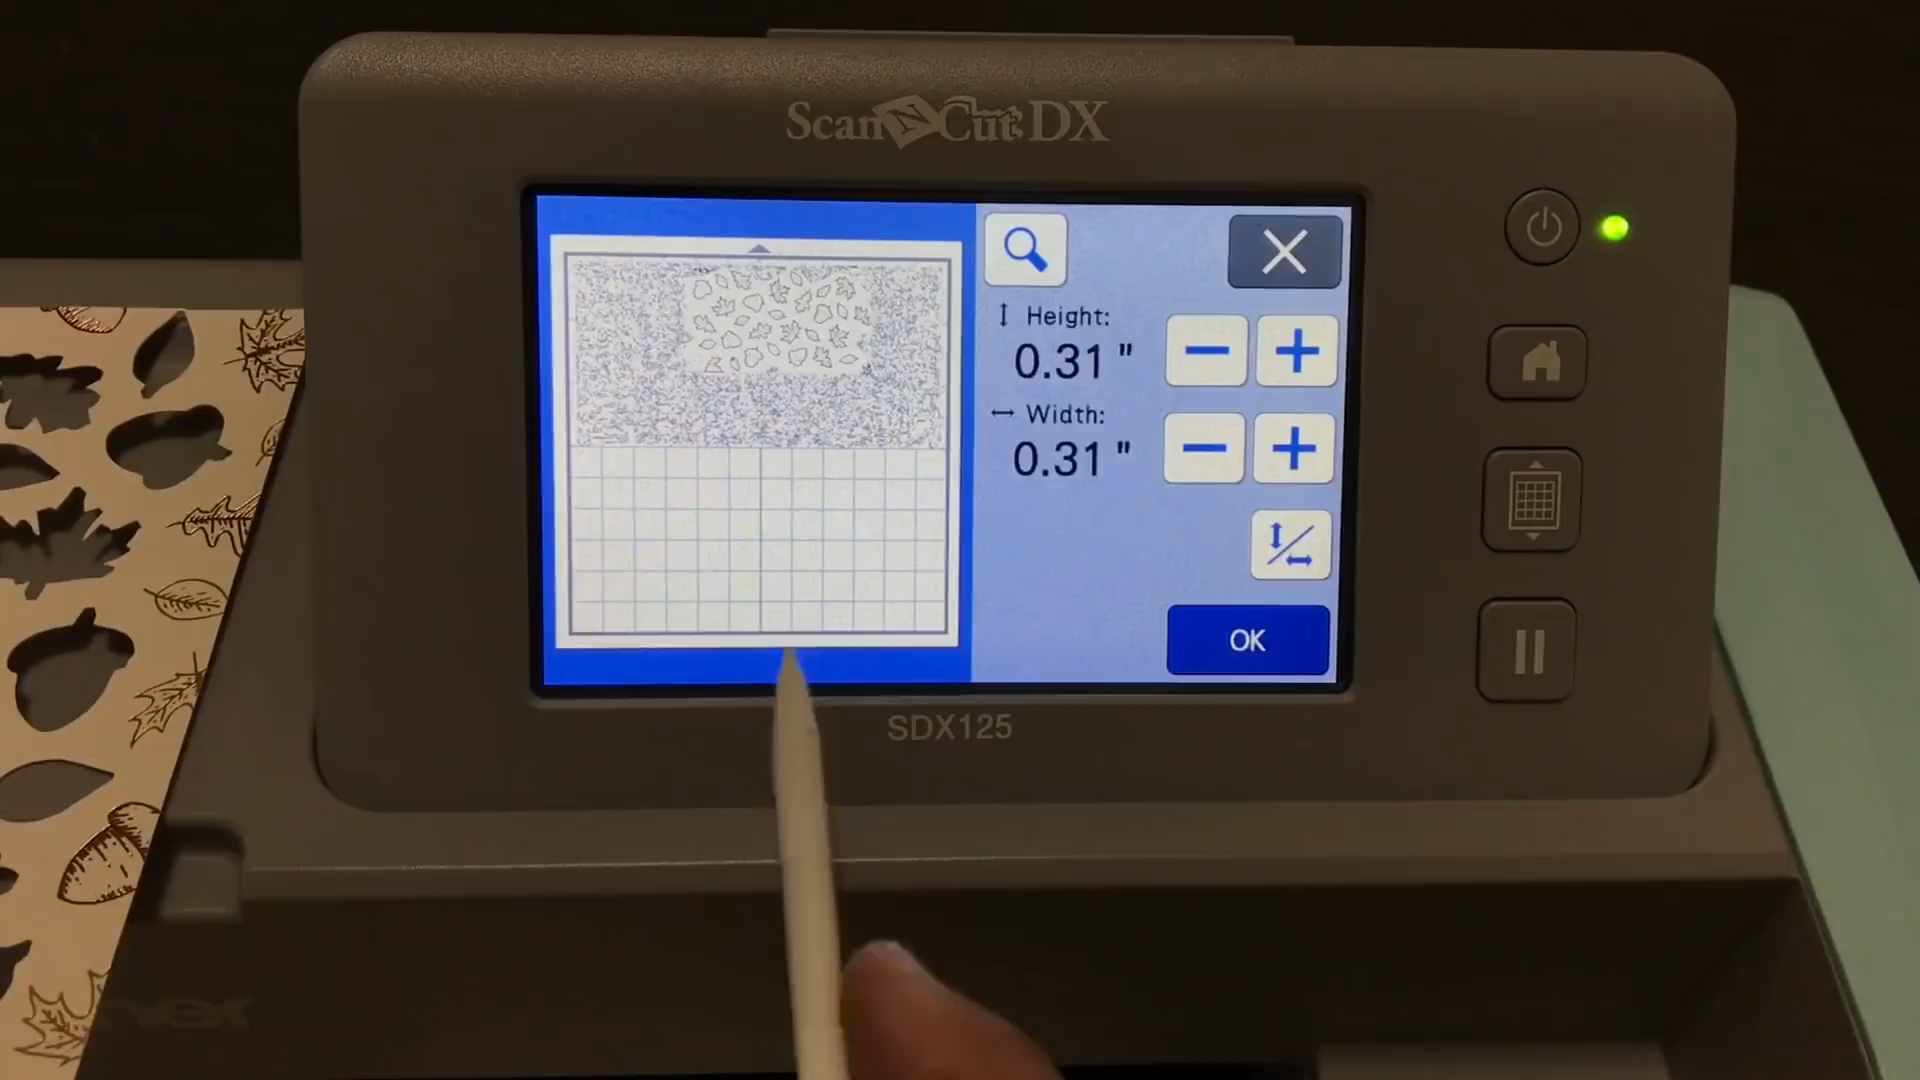 ScanNCut DX
Height:
0.31 "
Width:
0.31 "
OK
SDX125